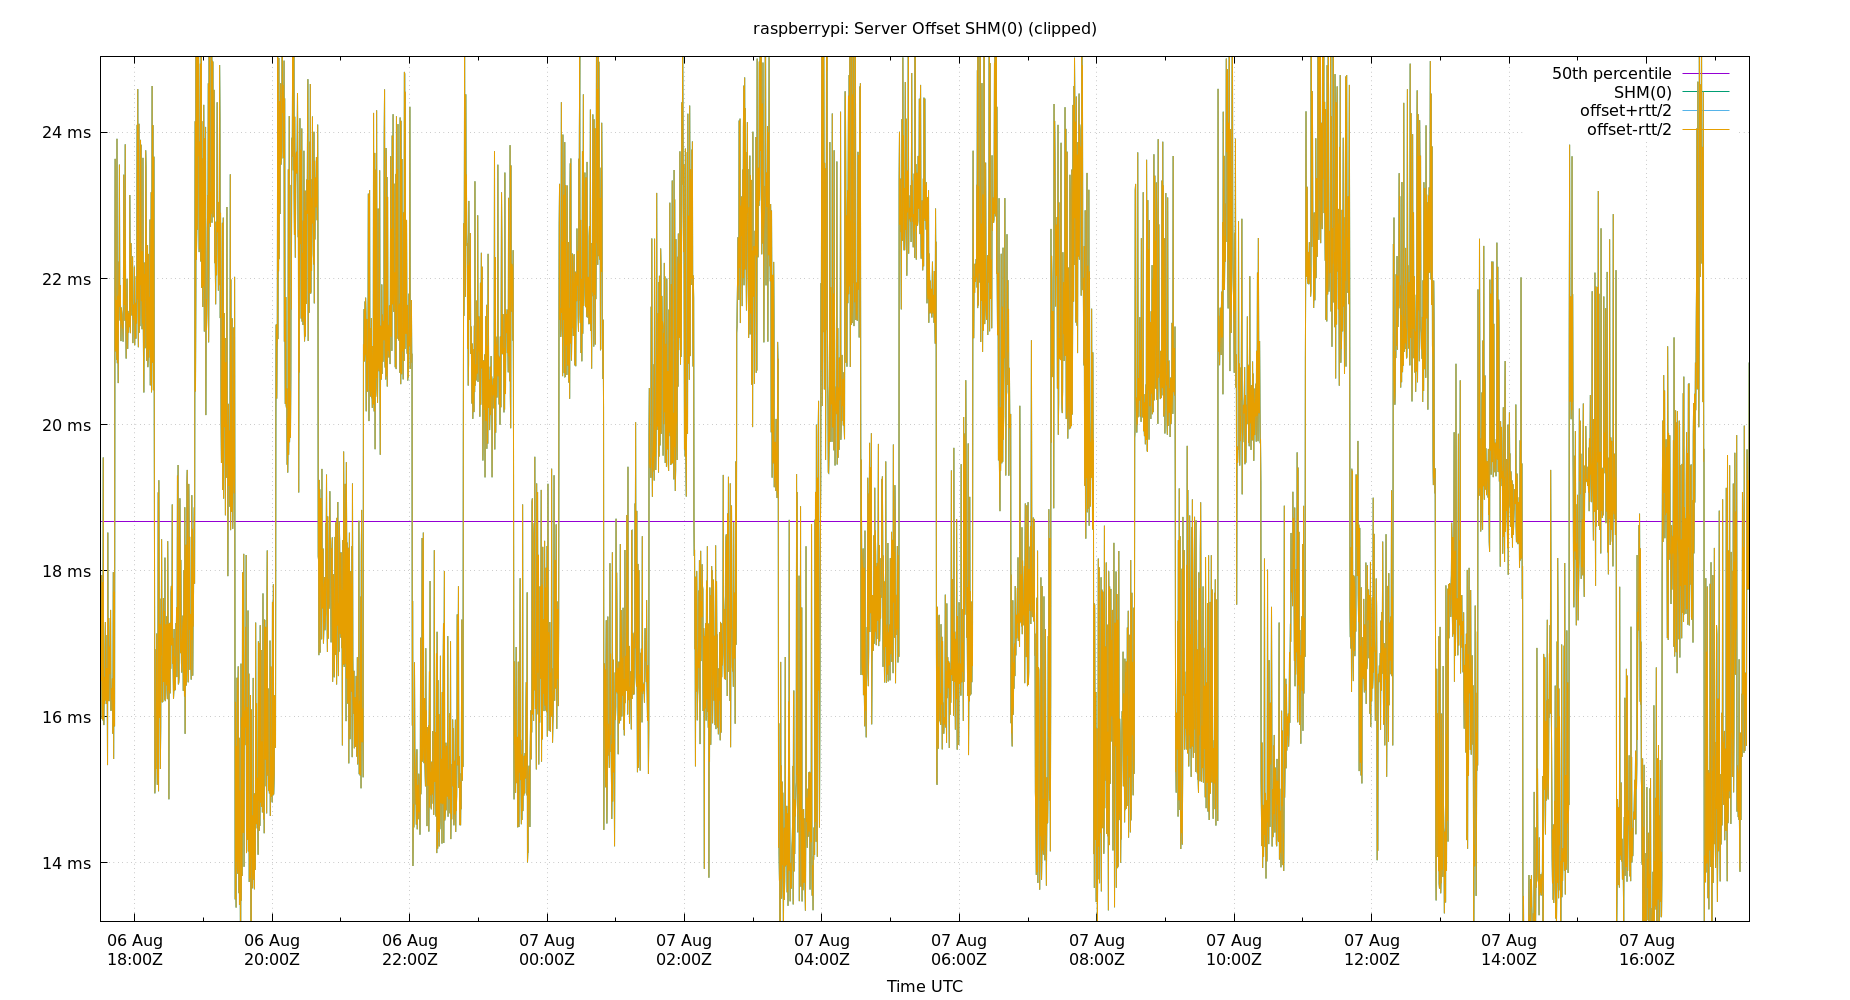 raspberrypi: Server Offset SHM(0) (clipped)
50th percentile
SHM(0)
offset+rtt/2
offset-rtt/2
24 ms
22 ms
20 ms
18 ms
16 ms
14 ms
06 Aug 06 Aug 06 Aug 07 Aug 07 Aug 07 Aug 07 Aug 07 Aug 07 Aug 07 Aug 07 Aug 07 Aug
18:00Z 20:00Z 22:00Z 00:00Z 02:00Z 04:00Z 06:00Z 08:00Z 10:00Z 12:00Z 14:00Z 16:00Z
Time UTC